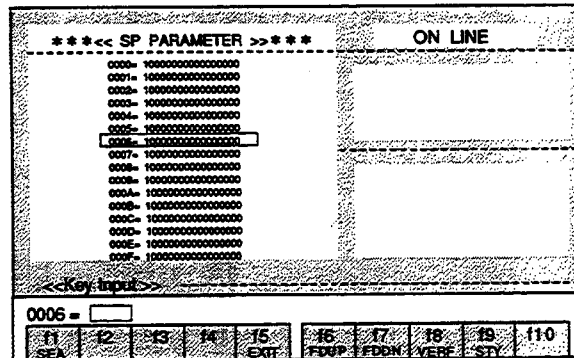 ***<< SP PARAMETER >>***
ON LINE
0000= 1000000000000000
0001= 1000000000000000
0002= 1000000000000000
0003= 1000000000000000
0004= 1000000000000000
0005= 1000000000000000
0006= 1000000000000000
0007= 1000000000000000
0008= 1000000000000000
0009= 1000000000000000
000A= 1000000000000000
000B= 1000000000000000
000C= 1000000000000000
000D= 1000000000000000
000E= 1000000000000000
000F= 1000000000000000
<<Key Input>>
0006 =
f1 f2 f3 f4 f5 f6 f7 f8 f9 f10
SEA EXIT FDUP FDDN VERF STY